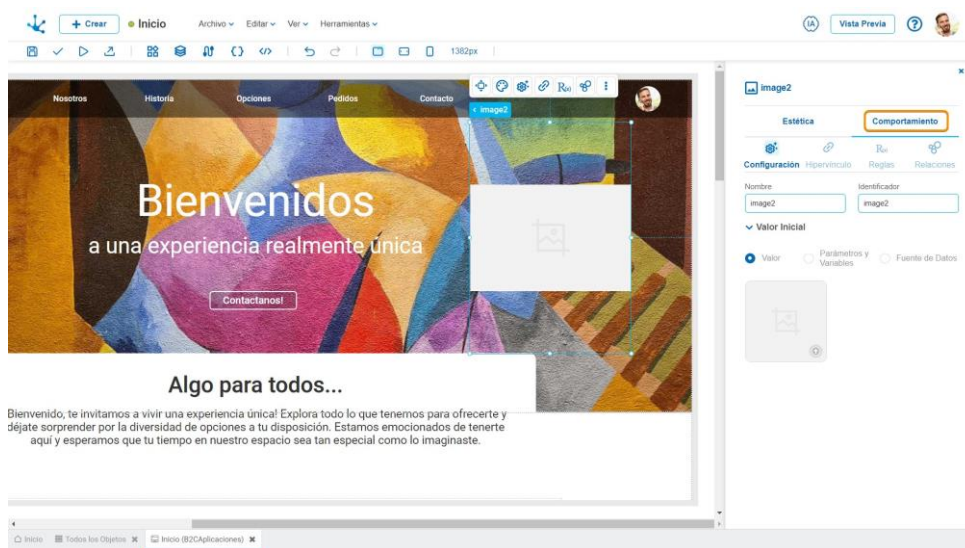 + Crear
Inicio
Archivo
Editar
Ver
Herramientas
IA
Vista Previa
?
1382px
Nosotros
Historia
Opciones
Pedidos
Contacto
< image2
Bienvenidos
a una experiencia realmente única
Contactanos!
Algo para todos...
Bienvenido, te invitamos a vivir una experiencia única! Explora todo lo que tenemos para ofrecerte y
déjate sorprender por la diversidad de opciones a tu disposición. Estamos emocionados de tenerte
aquí y esperamos que tu tiempo en nuestro espacio sea tan especial como lo imaginaste.
image2
Estética
Comportamiento
Configuración
Hipervínculo
Reglas
Relaciones
Nombre
Identificador
image2
image2
Valor Inicial
Valor
Parámetros y
Variables
Fuente de Datos
Inicio
Todos los Objetos
Inicio (B2CAplicaciones)